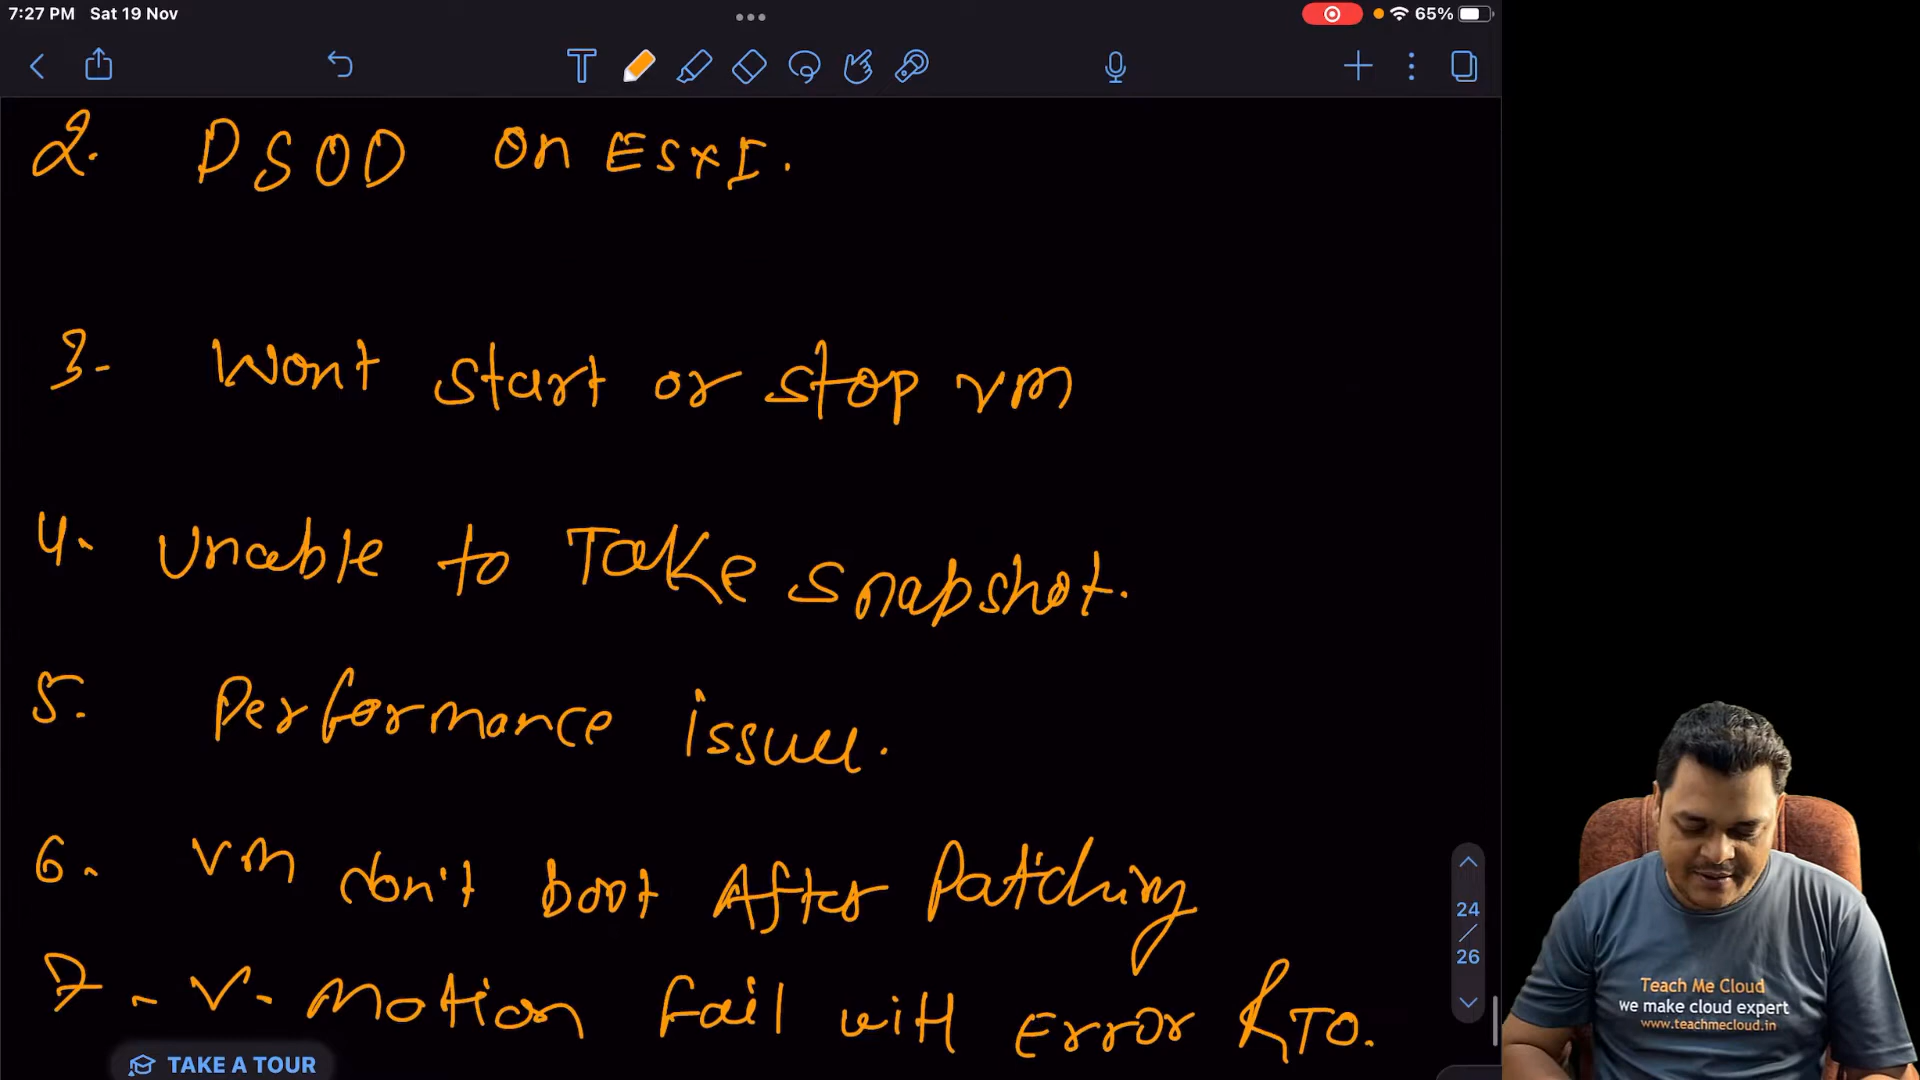 7:27 PM Sat 19 Nov
65%
2. PSOD on ESXI.
3- Wont start or stop vm
4. Unable to Take snapshot.
5. Performance issue.
6. vm don't boot After Patching
7- V-Motion fail with Error RTO.
24
/
26
TAKE A TOUR
Teach Me Cloud
we make cloud expert
www.teachmecloud.in